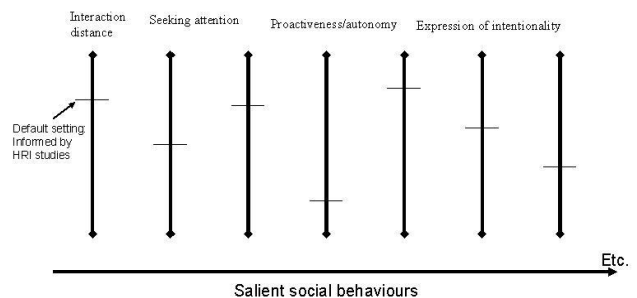 Interaction
distance
Seeking attention
Proactiveness/autonomy
Expression of intentionality
Default setting:
Informed by
HRI studies
Etc.
Salient social behaviours